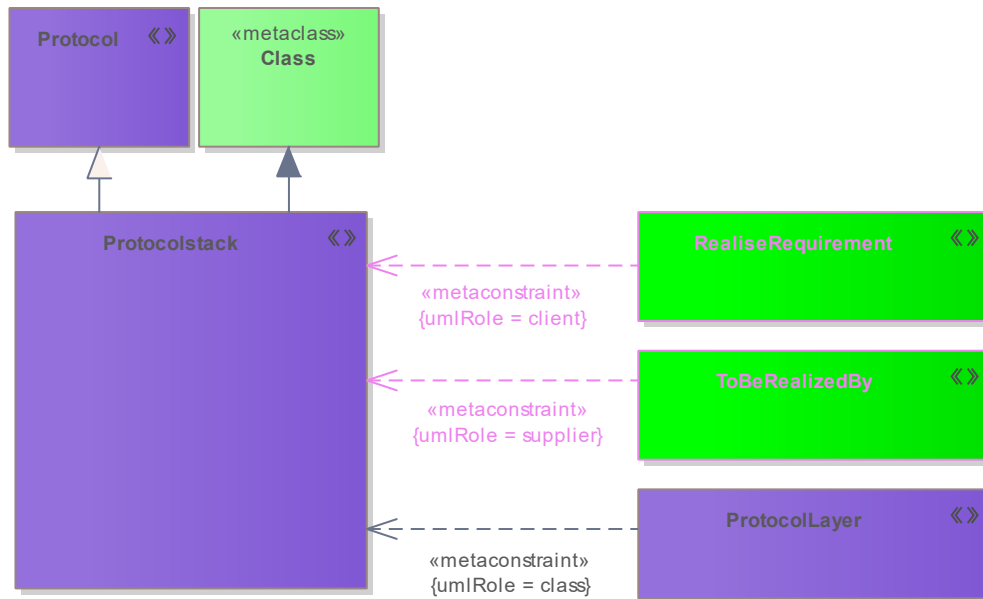 Protocol
«metaclass»
Class
Protocolstack
RealiseRequirement
«metaconstraint»
{umlRole = client}
ToBeRealizedBy
«metaconstraint»
{umlRole = supplier}
ProtocolLayer
«metaconstraint»
{umlRole = class}